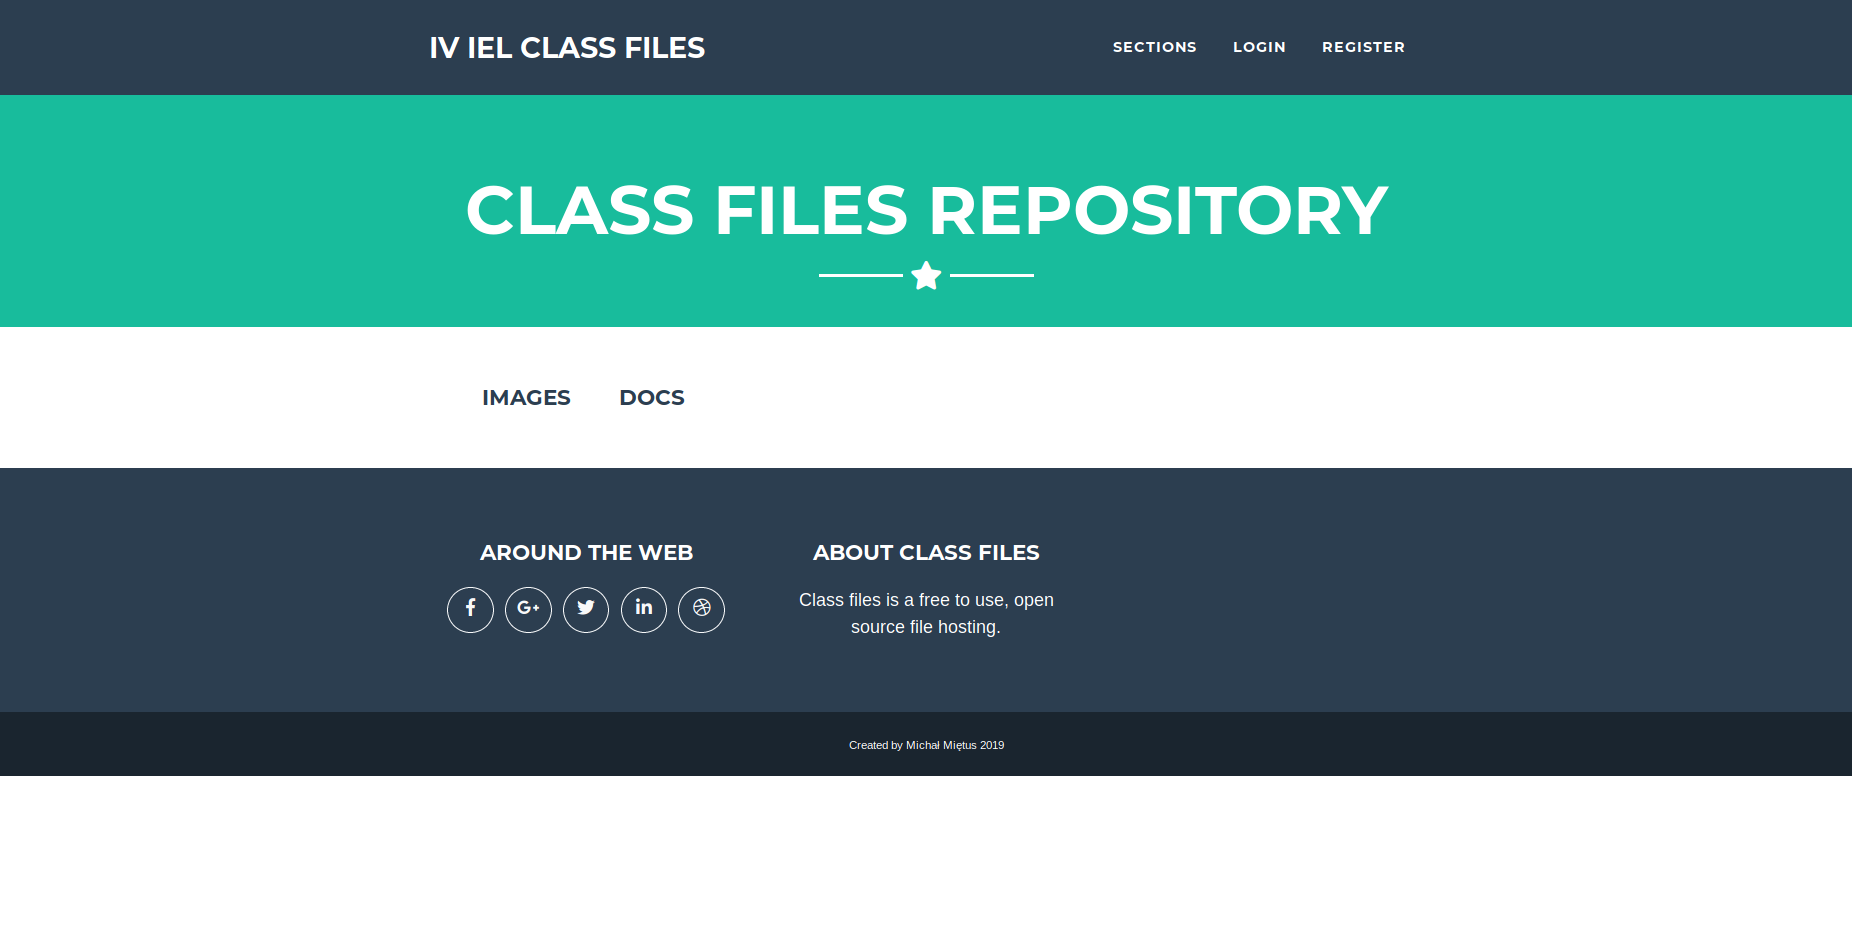 IV IEL CLASS FILES
SECTIONS LOGIN REGISTER
CLASS FILES REPOSITORY
IMAGES DOCS
AROUND THE WEB
ABOUT CLASS FILES
Class files is a free to use, open
source file hosting.
Created by Michał Miętus 2019